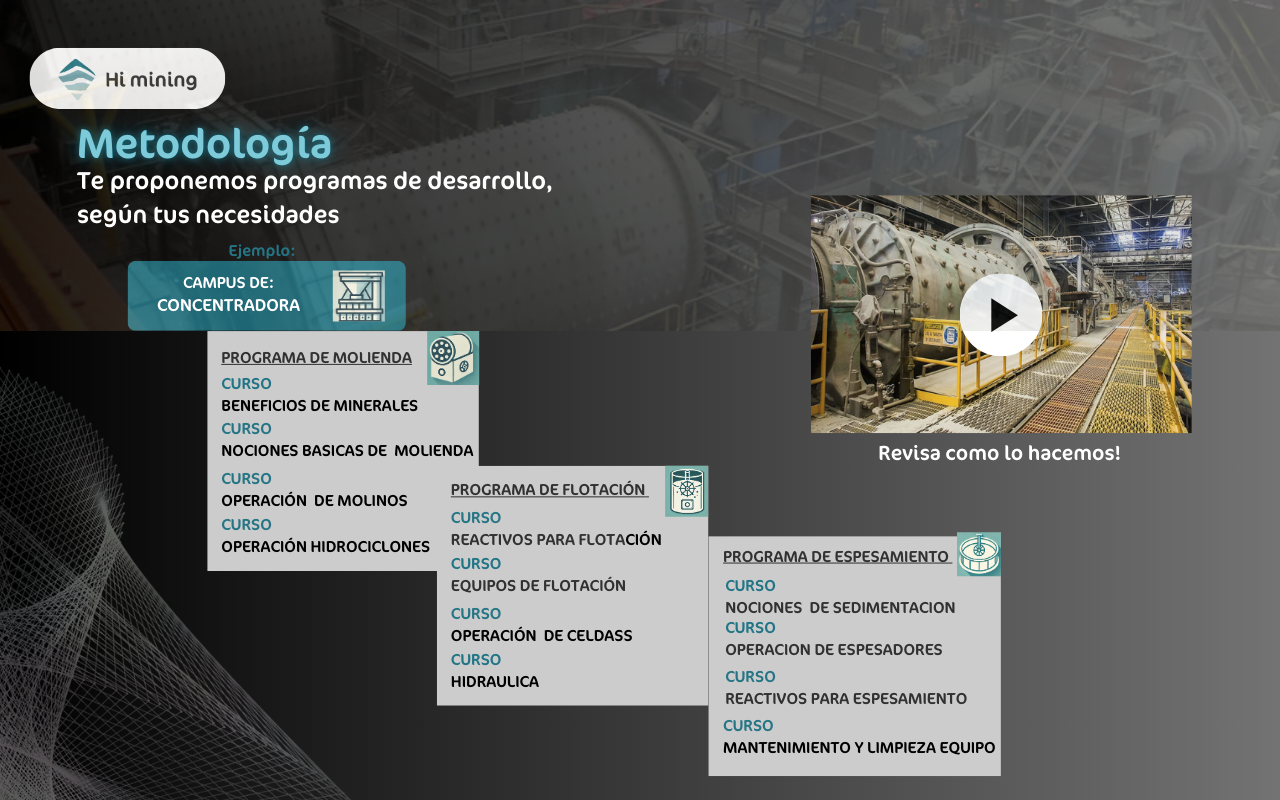 Hi mining
Metodología
Te proponemos programas de desarrollo,
según tus necesidades
Ejemplo:
CAMPUS DE:
CONCENTRADORA
PROGRAMA DE MOLIENDA
CURSO
BENEFICIOS DE MINERALES
CURSO
NOCIONES BASICAS DE MOLIENDA
CURSO
OPERACIÓN DE MOLINOS
CURSO
OPERACIÓN HIDROCICLONES
PROGRAMA DE FLOTACIÓN
CURSO
REACTIVOS PARA FLOTACIÓN
CURSO
EQUIPOS DE FLOTACIÓN
CURSO
OPERACIÓN DE CELDASS
CURSO
HIDRAULICA
PROGRAMA DE ESPESAMIENTO
CURSO
NOCIONES DE SEDIMENTACION
CURSO
OPERACION DE ESPESADORES
CURSO
REACTIVOS PARA ESPESAMIENTO
CURSO
MANTENIMIENTO Y LIMPIEZA EQUIPO
Revisa como lo hacemos!